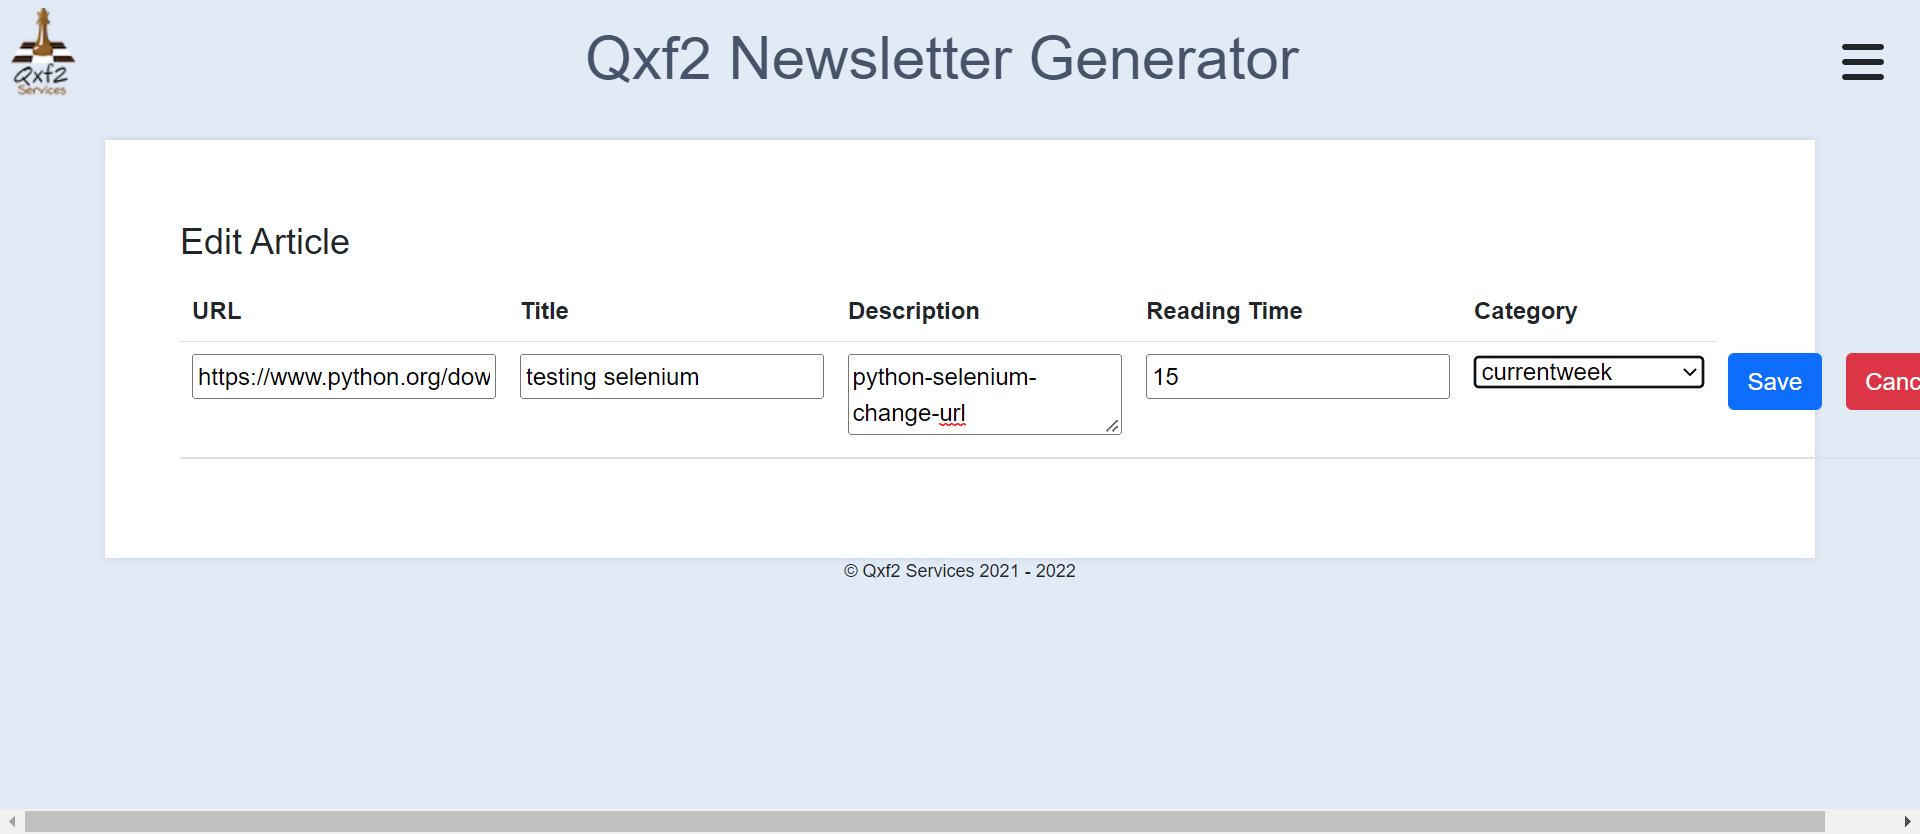 Qxf2
Services
Qxf2 Newsletter Generator
Edit Article
URL Title Description Reading Time Category
https://www.python.org/dow testing selenium python-selenium- 15 currentweek Save Canc
change-url
© Qxf2 Services 2021 - 2022